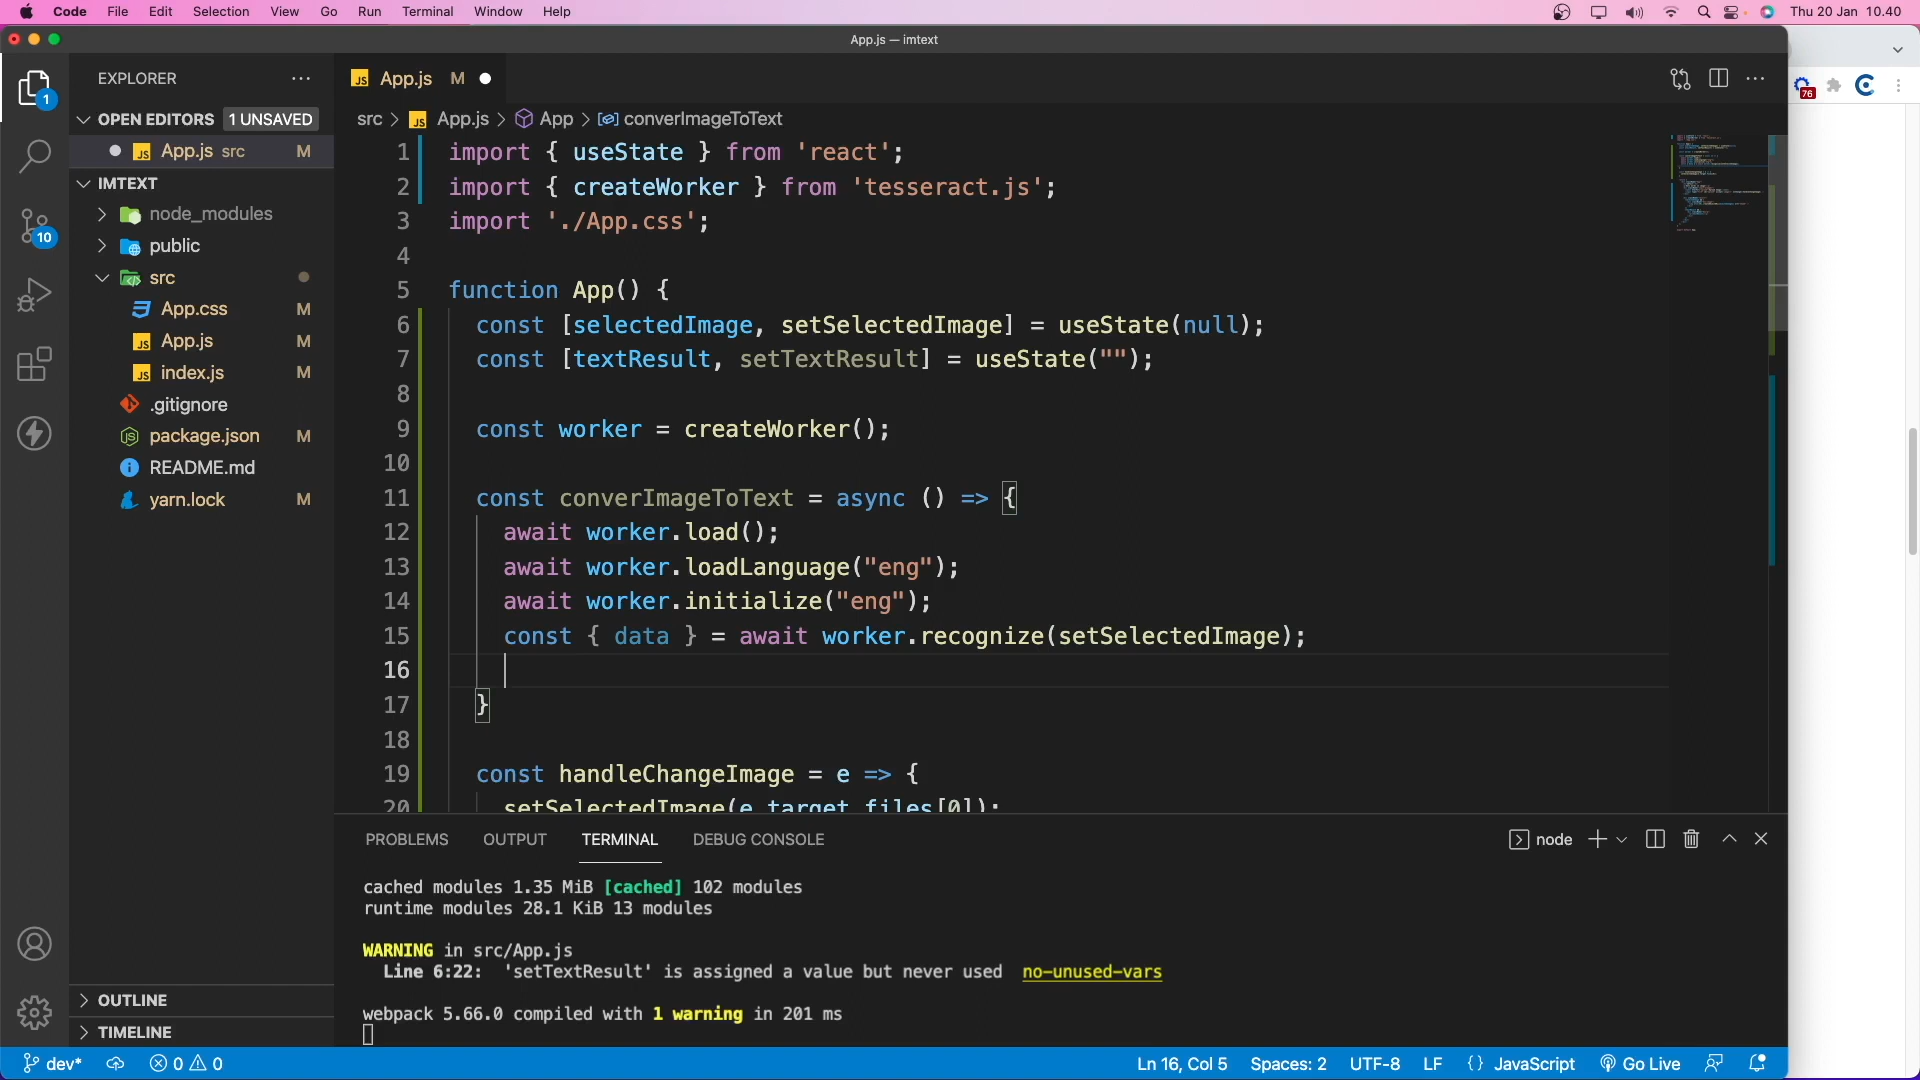 Code File Edit Selection View Go Run Terminal Window Help Thu 20 Jan 10.40
App.js — imtext
EXPLORER ···
OPEN EDITORS 1 UNSAVED
App.js src M
IMTEXT
node_modules
public
src
App.css M
App.js M
index.js M
.gitignore
package.json M
README.md
yarn.lock M
OUTLINE
TIMELINE
1
10
76
App.js M
src > App.js > App > converImageToText
1 import { useState } from 'react';
2 import { createWorker } from 'tesseract.js';
3 import './App.css';
4
5 function App() {
6 const [selectedImage, setSelectedImage] = useState(null);
7 const [textResult, setTextResult] = useState("");
8
9 const worker = createWorker();
10
11 const converImageToText = async () => {
12 await worker.load();
13 await worker.loadLanguage("eng");
14 await worker.initialize("eng");
15 const { data } = await worker.recognize(setSelectedImage);
16
17 }
18
19 const handleChangeImage = e => {
20 setSelectedImage(e.target.files[0]);
PROBLEMS OUTPUT TERMINAL DEBUG CONSOLE node
cached modules 1.35 MiB [cached] 102 modules
runtime modules 28.1 KiB 13 modules
WARNING in src/App.js
Line 6:22: 'setTextResult' is assigned a value but never used no-unused-vars
webpack 5.66.0 compiled with 1 warning in 201 ms
dev* 0 0 Ln 16, Col 5 Spaces: 2 UTF-8 LF {} JavaScript Go Live